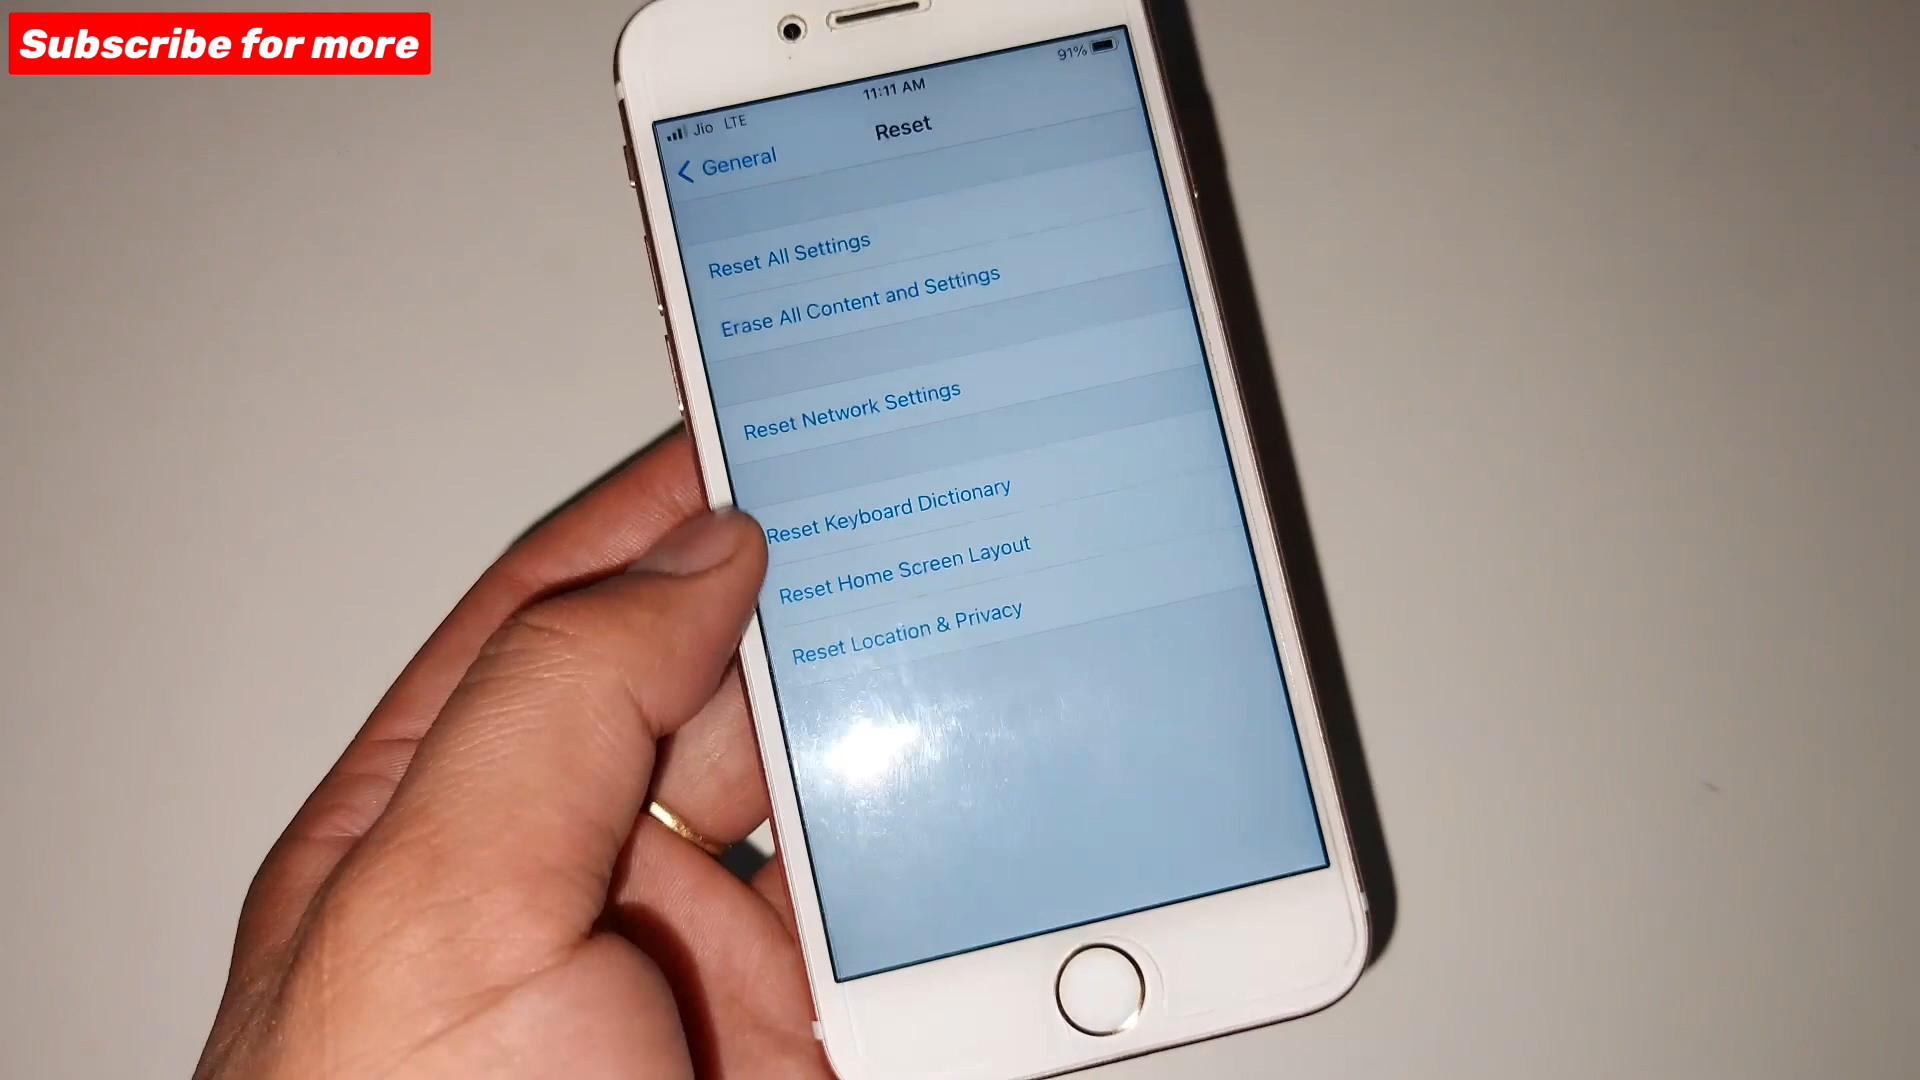 Subscribe for more
91%
11:11 AM
Jio LTE
Reset
General
Reset All Settings
Erase All Content and Settings
Reset Network Settings
Reset Keyboard Dictionary
Reset Home Screen Layout
Reset Location & Privacy